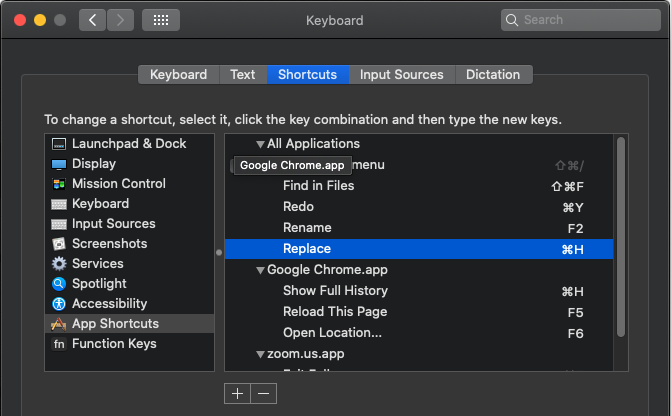 Keyboard
Search
Keyboard Text Shortcuts Input Sources Dictation
To change a shortcut, select it, click the key combination and then type the new keys.
Launchpad & Dock
Display
Mission Control
Keyboard
Input Sources
Screenshots
Services
Spotlight
Accessibility
App Shortcuts
fn Function Keys
All Applications
Google Chrome.app
menu ⇧⌘/
Find in Files ⇧⌘F
Redo ⌘Y
Rename F2
Replace ⌘H
Google Chrome.app
Show Full History ⌘H
Reload This Page F5
Open Location... F6
zoom.us.app
+ −